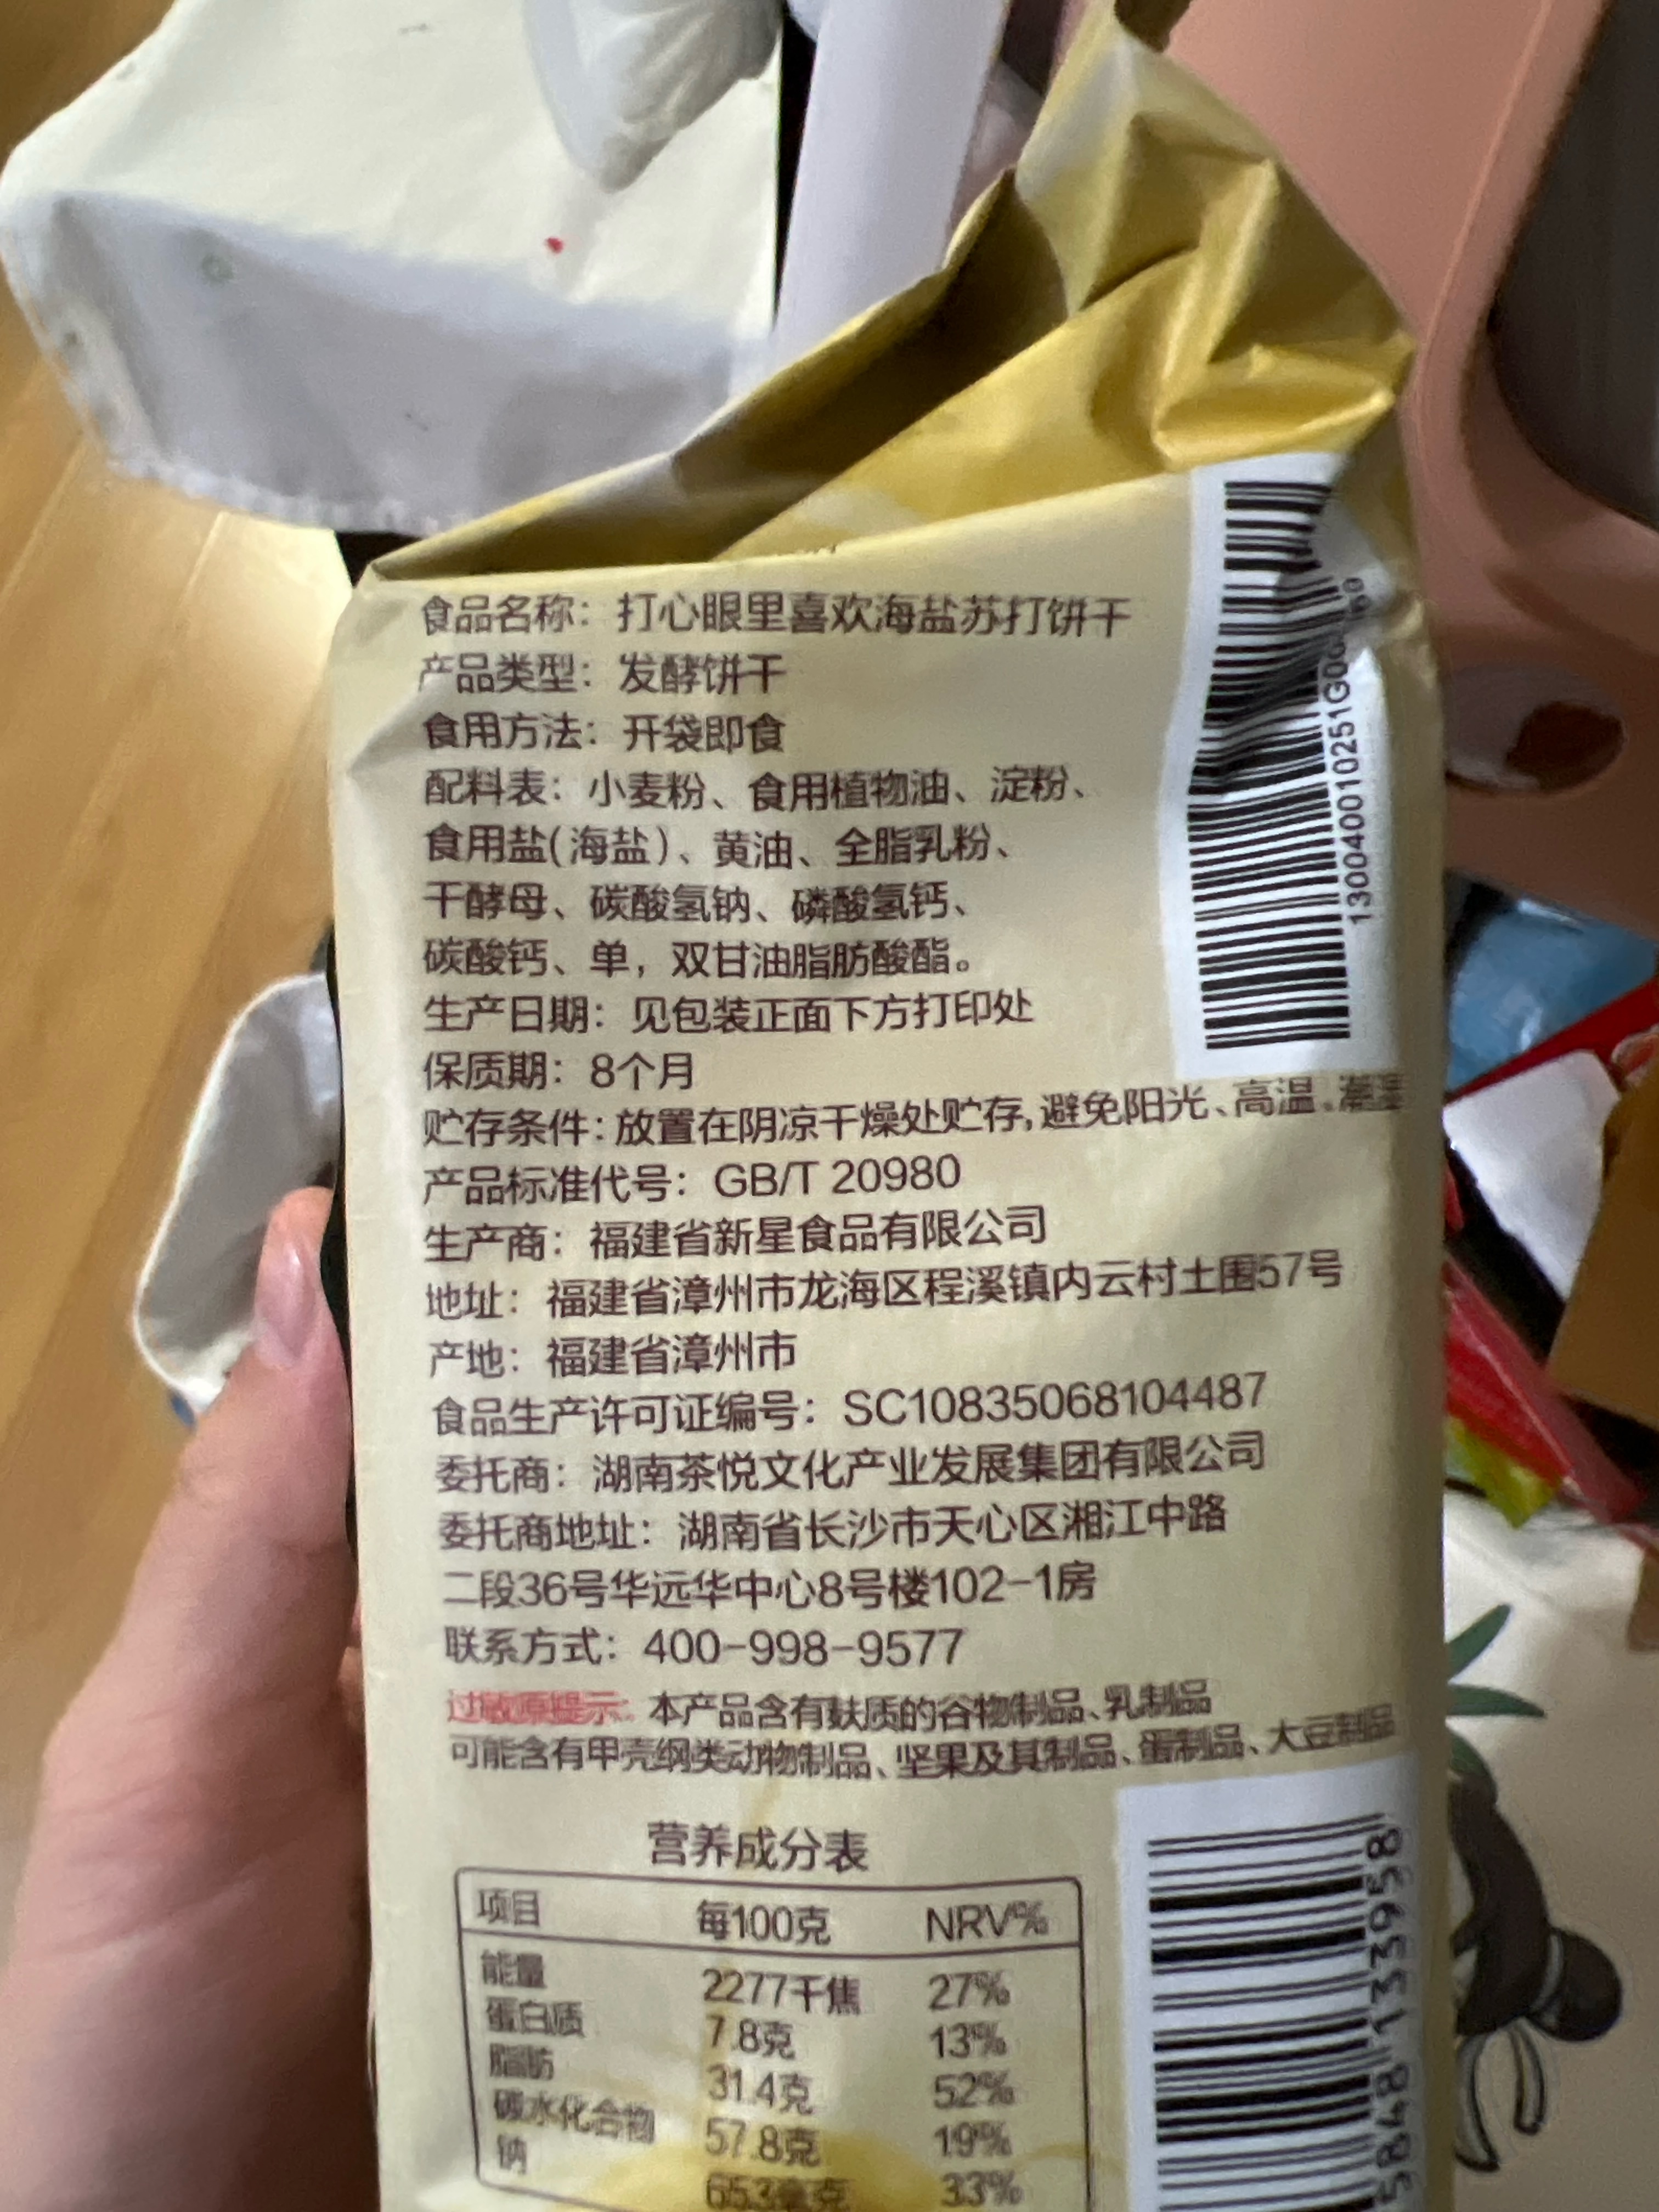 食品名称：打心眼里喜欢海盐苏打饼干
产品类型：发酵饼干
食用方法：开袋即食
配料表：小麦粉、食用植物油、淀粉、
食用盐(海盐)、黄油、全脂乳粉、
干酵母、碳酸氢钠、磷酸氢钙、
碳酸钙、单，双甘油脂肪酸酯。
生产日期：见包装正面下方打印处
保质期：8个月
贮存条件：放置在阴凉干燥处贮存,避免阳光、高温、潮湿
产品标准代号：GB/T 20980
生产商：福建省新星食品有限公司
地址：福建省漳州市龙海区程溪镇内云村土围57号
产地：福建省漳州市
食品生产许可证编号：SC10835068104487
委托商：湖南茶悦文化产业发展集团有限公司
委托商地址：湖南省长沙市天心区湘江中路
二段36号华远华中心8号楼102-1房
联系方式：400-998-9577
过敏原提示：本产品含有麸质的谷物制品、乳制品
可能含有甲壳纲类动物制品、坚果及其制品、蛋制品、大豆制品
营养成分表
项目 每100克 NRV%
能量 2277千焦 27%
蛋白质 7.8克 13%
脂肪 31.4克 52%
碳水化合物 57.8克 19%
钠 653毫克 33%